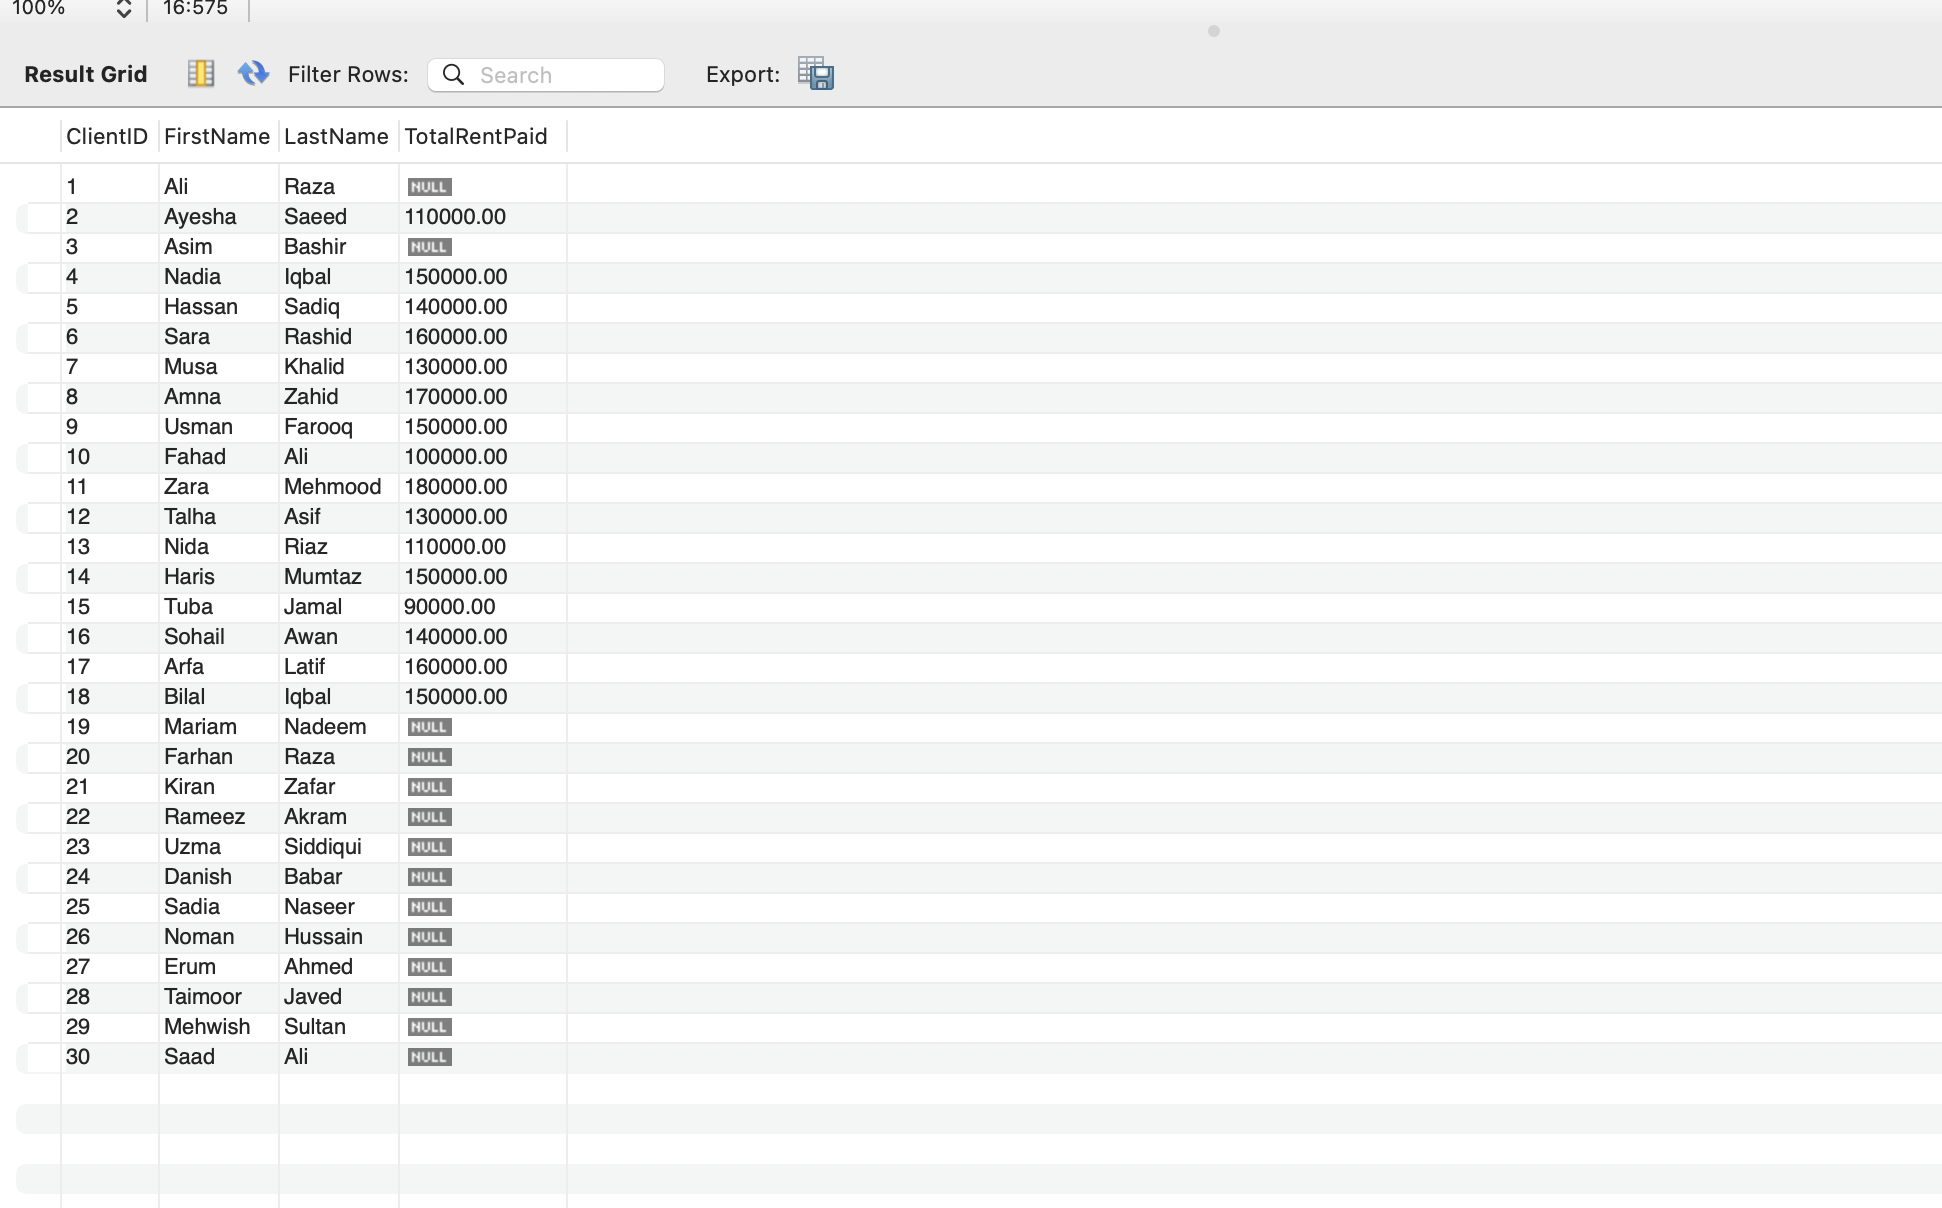 100% 16:575
Result Grid Filter Rows: Search Export:
ClientID FirstName LastName TotalRentPaid
1 Ali Raza NULL
2 Ayesha Saeed 110000.00
3 Asim Bashir NULL
4 Nadia Iqbal 150000.00
5 Hassan Sadiq 140000.00
6 Sara Rashid 160000.00
7 Musa Khalid 130000.00
8 Amna Zahid 170000.00
9 Usman Farooq 150000.00
10 Fahad Ali 100000.00
11 Zara Mehmood 180000.00
12 Talha Asif 130000.00
13 Nida Riaz 110000.00
14 Haris Mumtaz 150000.00
15 Tuba Jamal 90000.00
16 Sohail Awan 140000.00
17 Arfa Latif 160000.00
18 Bilal Iqbal 150000.00
19 Mariam Nadeem NULL
20 Farhan Raza NULL
21 Kiran Zafar NULL
22 Rameez Akram NULL
23 Uzma Siddiqui NULL
24 Danish Babar NULL
25 Sadia Naseer NULL
26 Noman Hussain NULL
27 Erum Ahmed NULL
28 Taimoor Javed NULL
29 Mehwish Sultan NULL
30 Saad Ali NULL